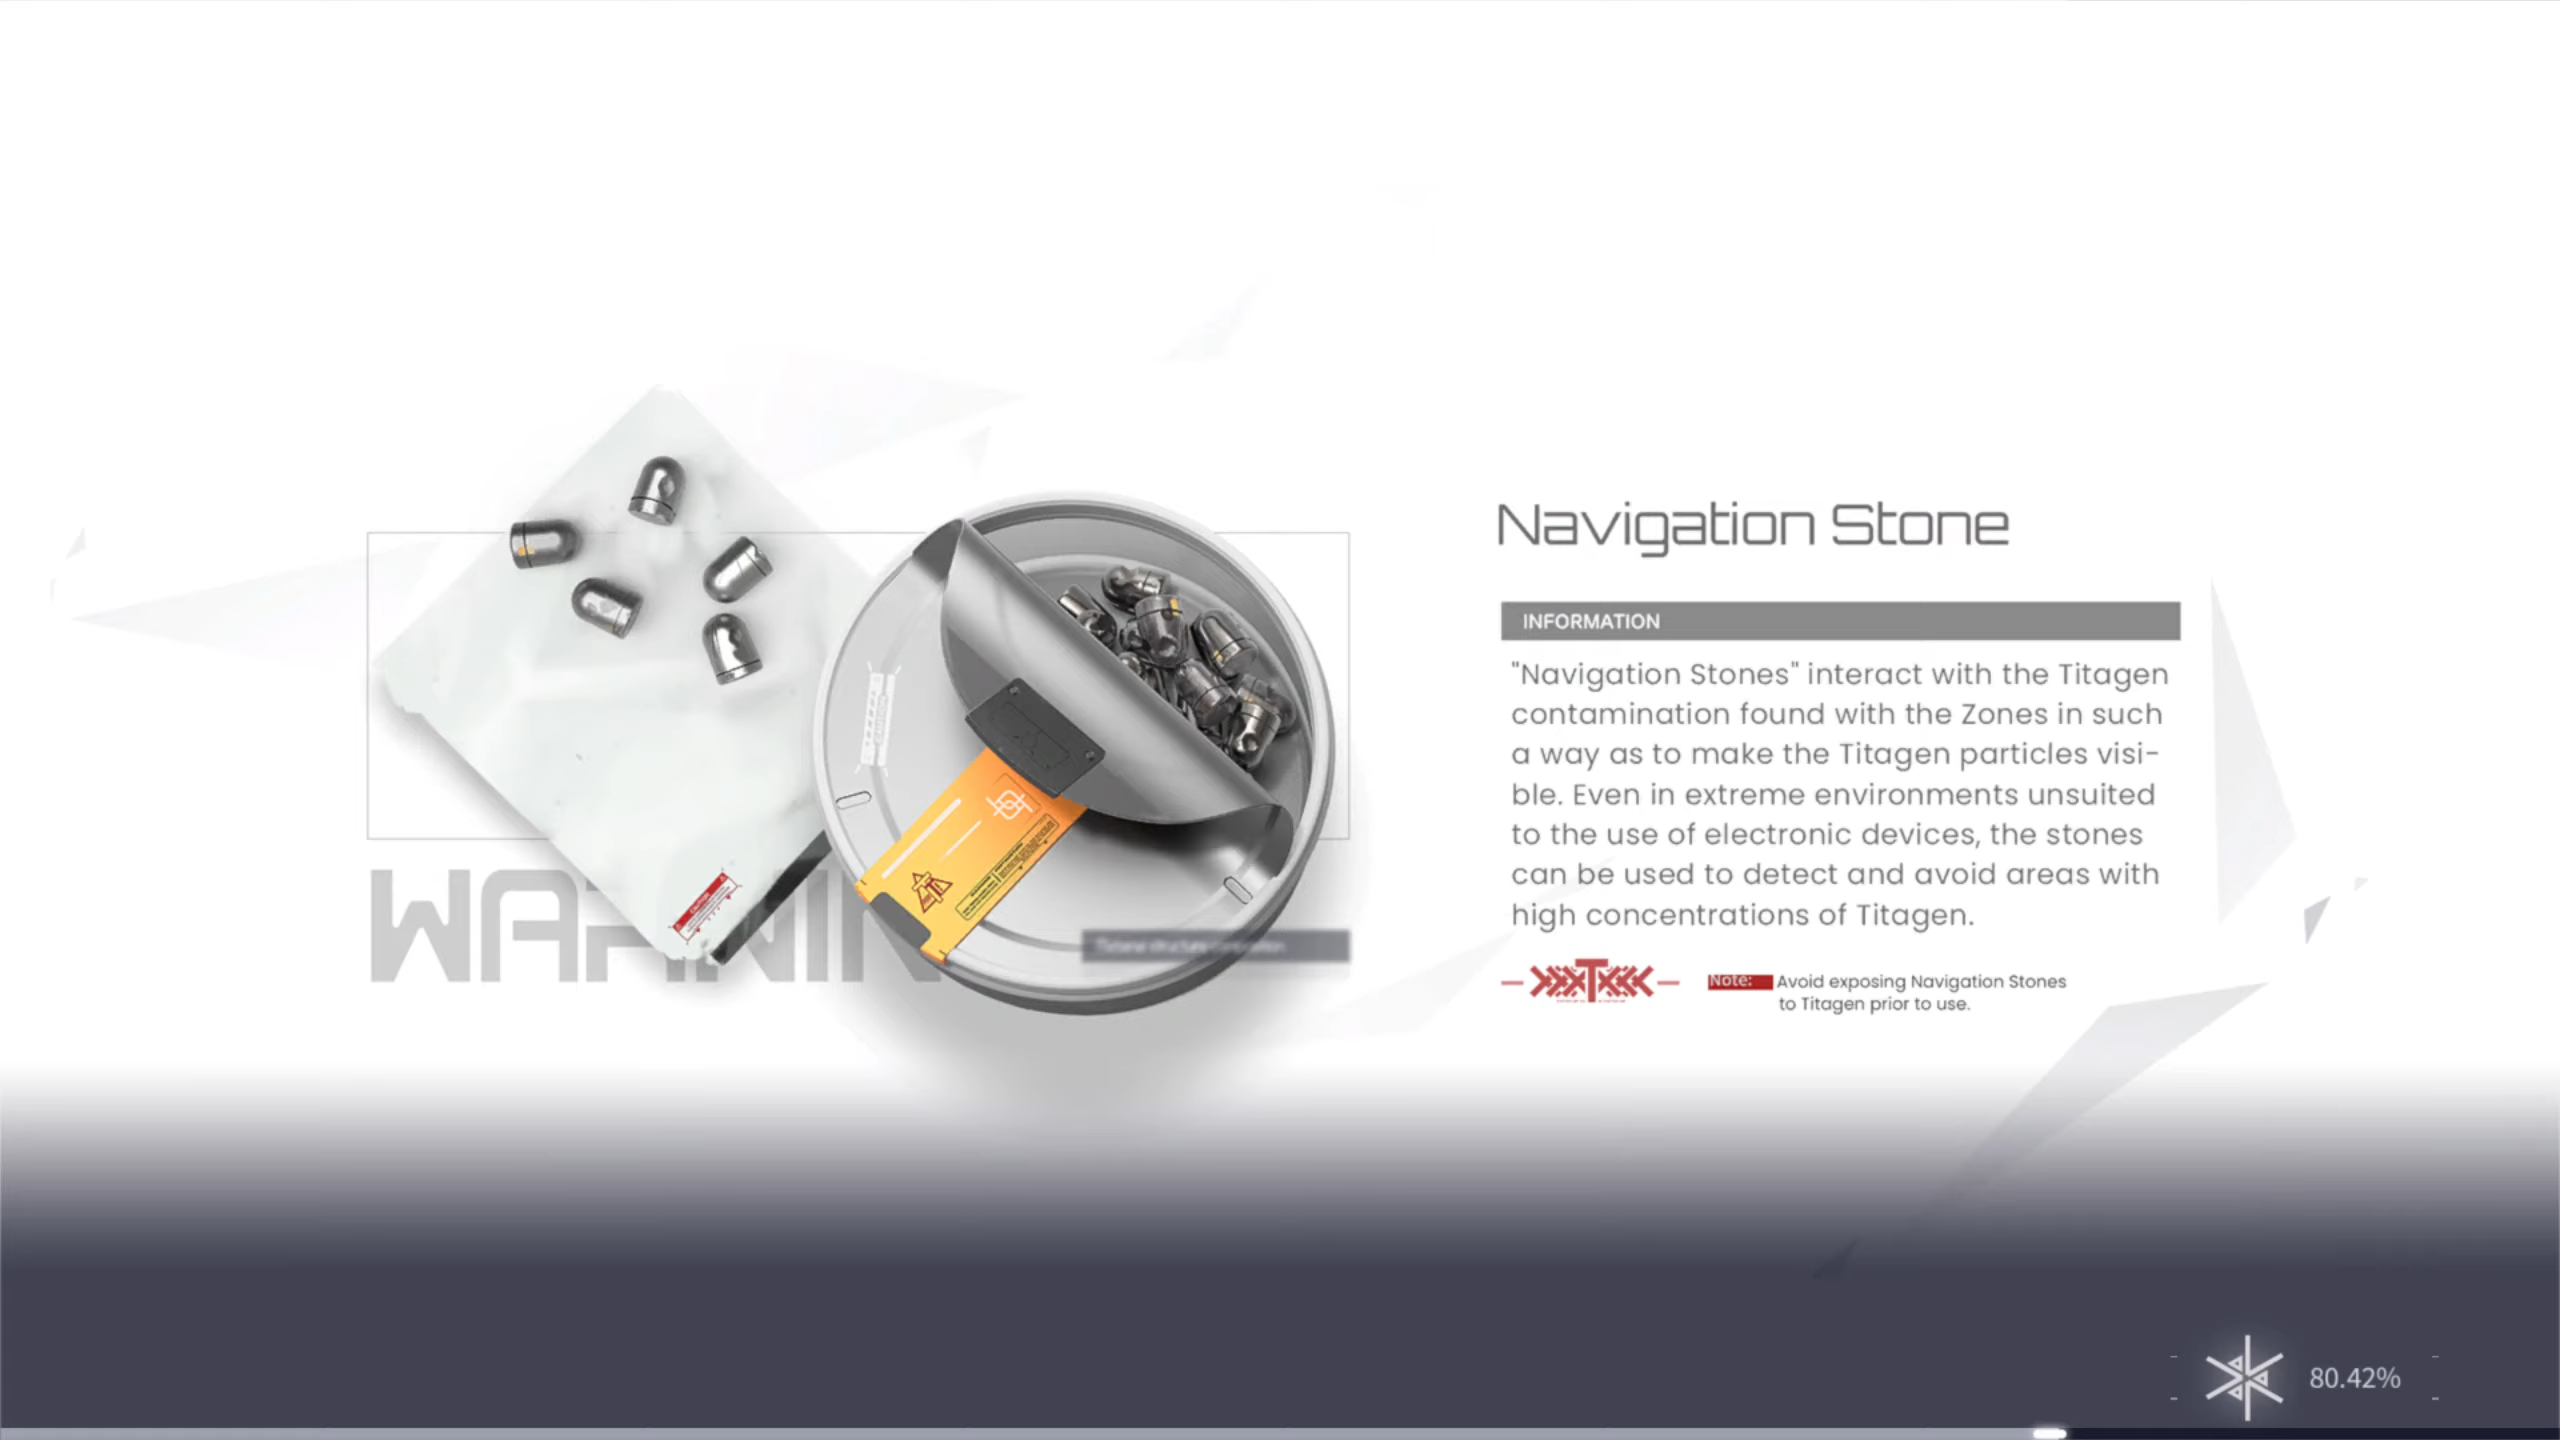 Navigation Stone
INFORMATION
"Navigation Stones" interact with the Titagen
contamination found with the Zones in such
a way as to make the Titagen particles visi-
ble. Even in extreme environments unsuited
to the use of electronic devices, the stones
can be used to detect and avoid areas with
high concentrations of Titagen.
Note: Avoid exposing Navigation Stones
to Titagen prior to use.
80.42%